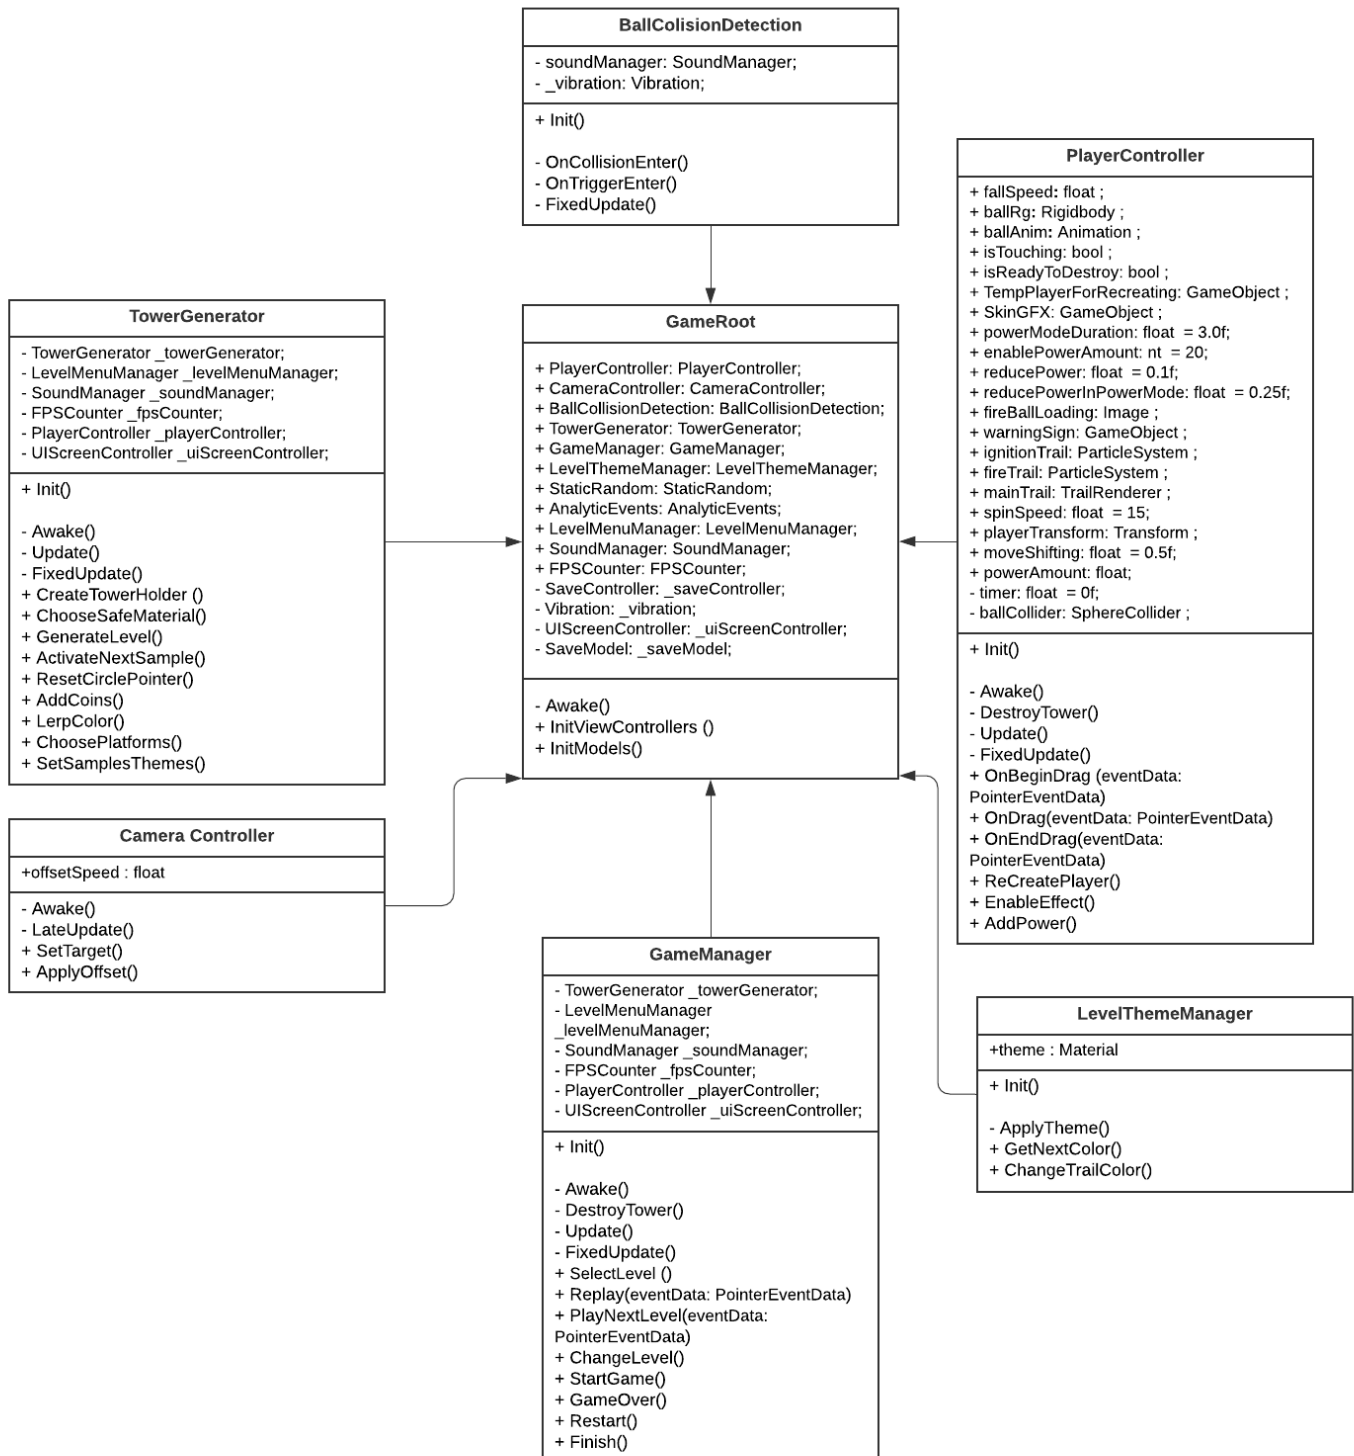 BallColisionDetection
- soundManager: SoundManager;
- _vibration: Vibration;
+ Init()
- OnCollisionEnter()
- OnTriggerEnter()
- FixedUpdate()
PlayerController
+ fallSpeed: float ;
+ ballRg: Rigidbody ;
+ ballAnim: Animation ;
+ isTouching: bool ;
+ isReadyToDestroy: bool ;
+ TempPlayerForRecreating: GameObject ;
+ SkinGFX: GameObject ;
+ powerModeDuration: float  = 3.0f;
+ enablePowerAmount: nt  = 20;
+ reducePower: float  = 0.1f;
+ reducePowerInPowerMode: float  = 0.25f;
+ fireBallLoading: Image ;
+ warningSign: GameObject ;
+ ignitionTrail: ParticleSystem ;
+ fireTrail: ParticleSystem ;
+ mainTrail: TrailRenderer ;
+ spinSpeed: float  = 15;
+ playerTransform: Transform ;
+ moveShifting: float  = 0.5f;
+ powerAmount: float;
- timer: float  = 0f;
- ballCollider: SphereCollider ;
+ Init()
- Awake()
- DestroyTower()
- Update()
- FixedUpdate()
+ OnBeginDrag (eventData:
PointerEventData)
+ OnDrag(eventData: PointerEventData)
+ OnEndDrag(eventData:
PointerEventData)
+ ReCreatePlayer()
+ EnableEffect()
+ AddPower()
TowerGenerator
- TowerGenerator _towerGenerator;
- LevelMenuManager _levelMenuManager;
- SoundManager _soundManager;
- FPSCounter _fpsCounter;
- PlayerController _playerController;
- UIScreenController _uiScreenController;
+ Init()
- Awake()
- Update()
- FixedUpdate()
+ CreateTowerHolder ()
+ ChooseSafeMaterial()
+ GenerateLevel()
+ ActivateNextSample()
+ ResetCirclePointer()
+ AddCoins()
+ LerpColor()
+ ChoosePlatforms()
+ SetSamplesThemes()
GameRoot
+ PlayerController: PlayerController;
+ CameraController: CameraController;
+ BallCollisionDetection: BallCollisionDetection;
+ TowerGenerator: TowerGenerator;
+ GameManager: GameManager;
+ LevelThemeManager: LevelThemeManager;
+ StaticRandom: StaticRandom;
+ AnalyticEvents: AnalyticEvents;
+ LevelMenuManager: LevelMenuManager;
+ SoundManager: SoundManager;
+ FPSCounter: FPSCounter;
- SaveController: _saveController;
- Vibration: _vibration;
- UIScreenController: _uiScreenController;
- SaveModel: _saveModel;
- Awake()
+ InitViewControllers ()
+ InitModels()
Camera Controller
+offsetSpeed : float
- Awake()
- LateUpdate()
+ SetTarget()
+ ApplyOffset()
GameManager
- TowerGenerator _towerGenerator;
- LevelMenuManager
_levelMenuManager;
- SoundManager _soundManager;
- FPSCounter _fpsCounter;
- PlayerController _playerController;
- UIScreenController _uiScreenController;
+ Init()
- Awake()
- DestroyTower()
- Update()
- FixedUpdate()
+ SelectLevel ()
+ Replay(eventData: PointerEventData)
+ PlayNextLevel(eventData:
PointerEventData)
+ ChangeLevel()
+ StartGame()
+ GameOver()
+ Restart()
+ Finish()
LevelThemeManager
+theme : Material
+ Init()
- ApplyTheme()
+ GetNextColor()
+ ChangeTrailColor()